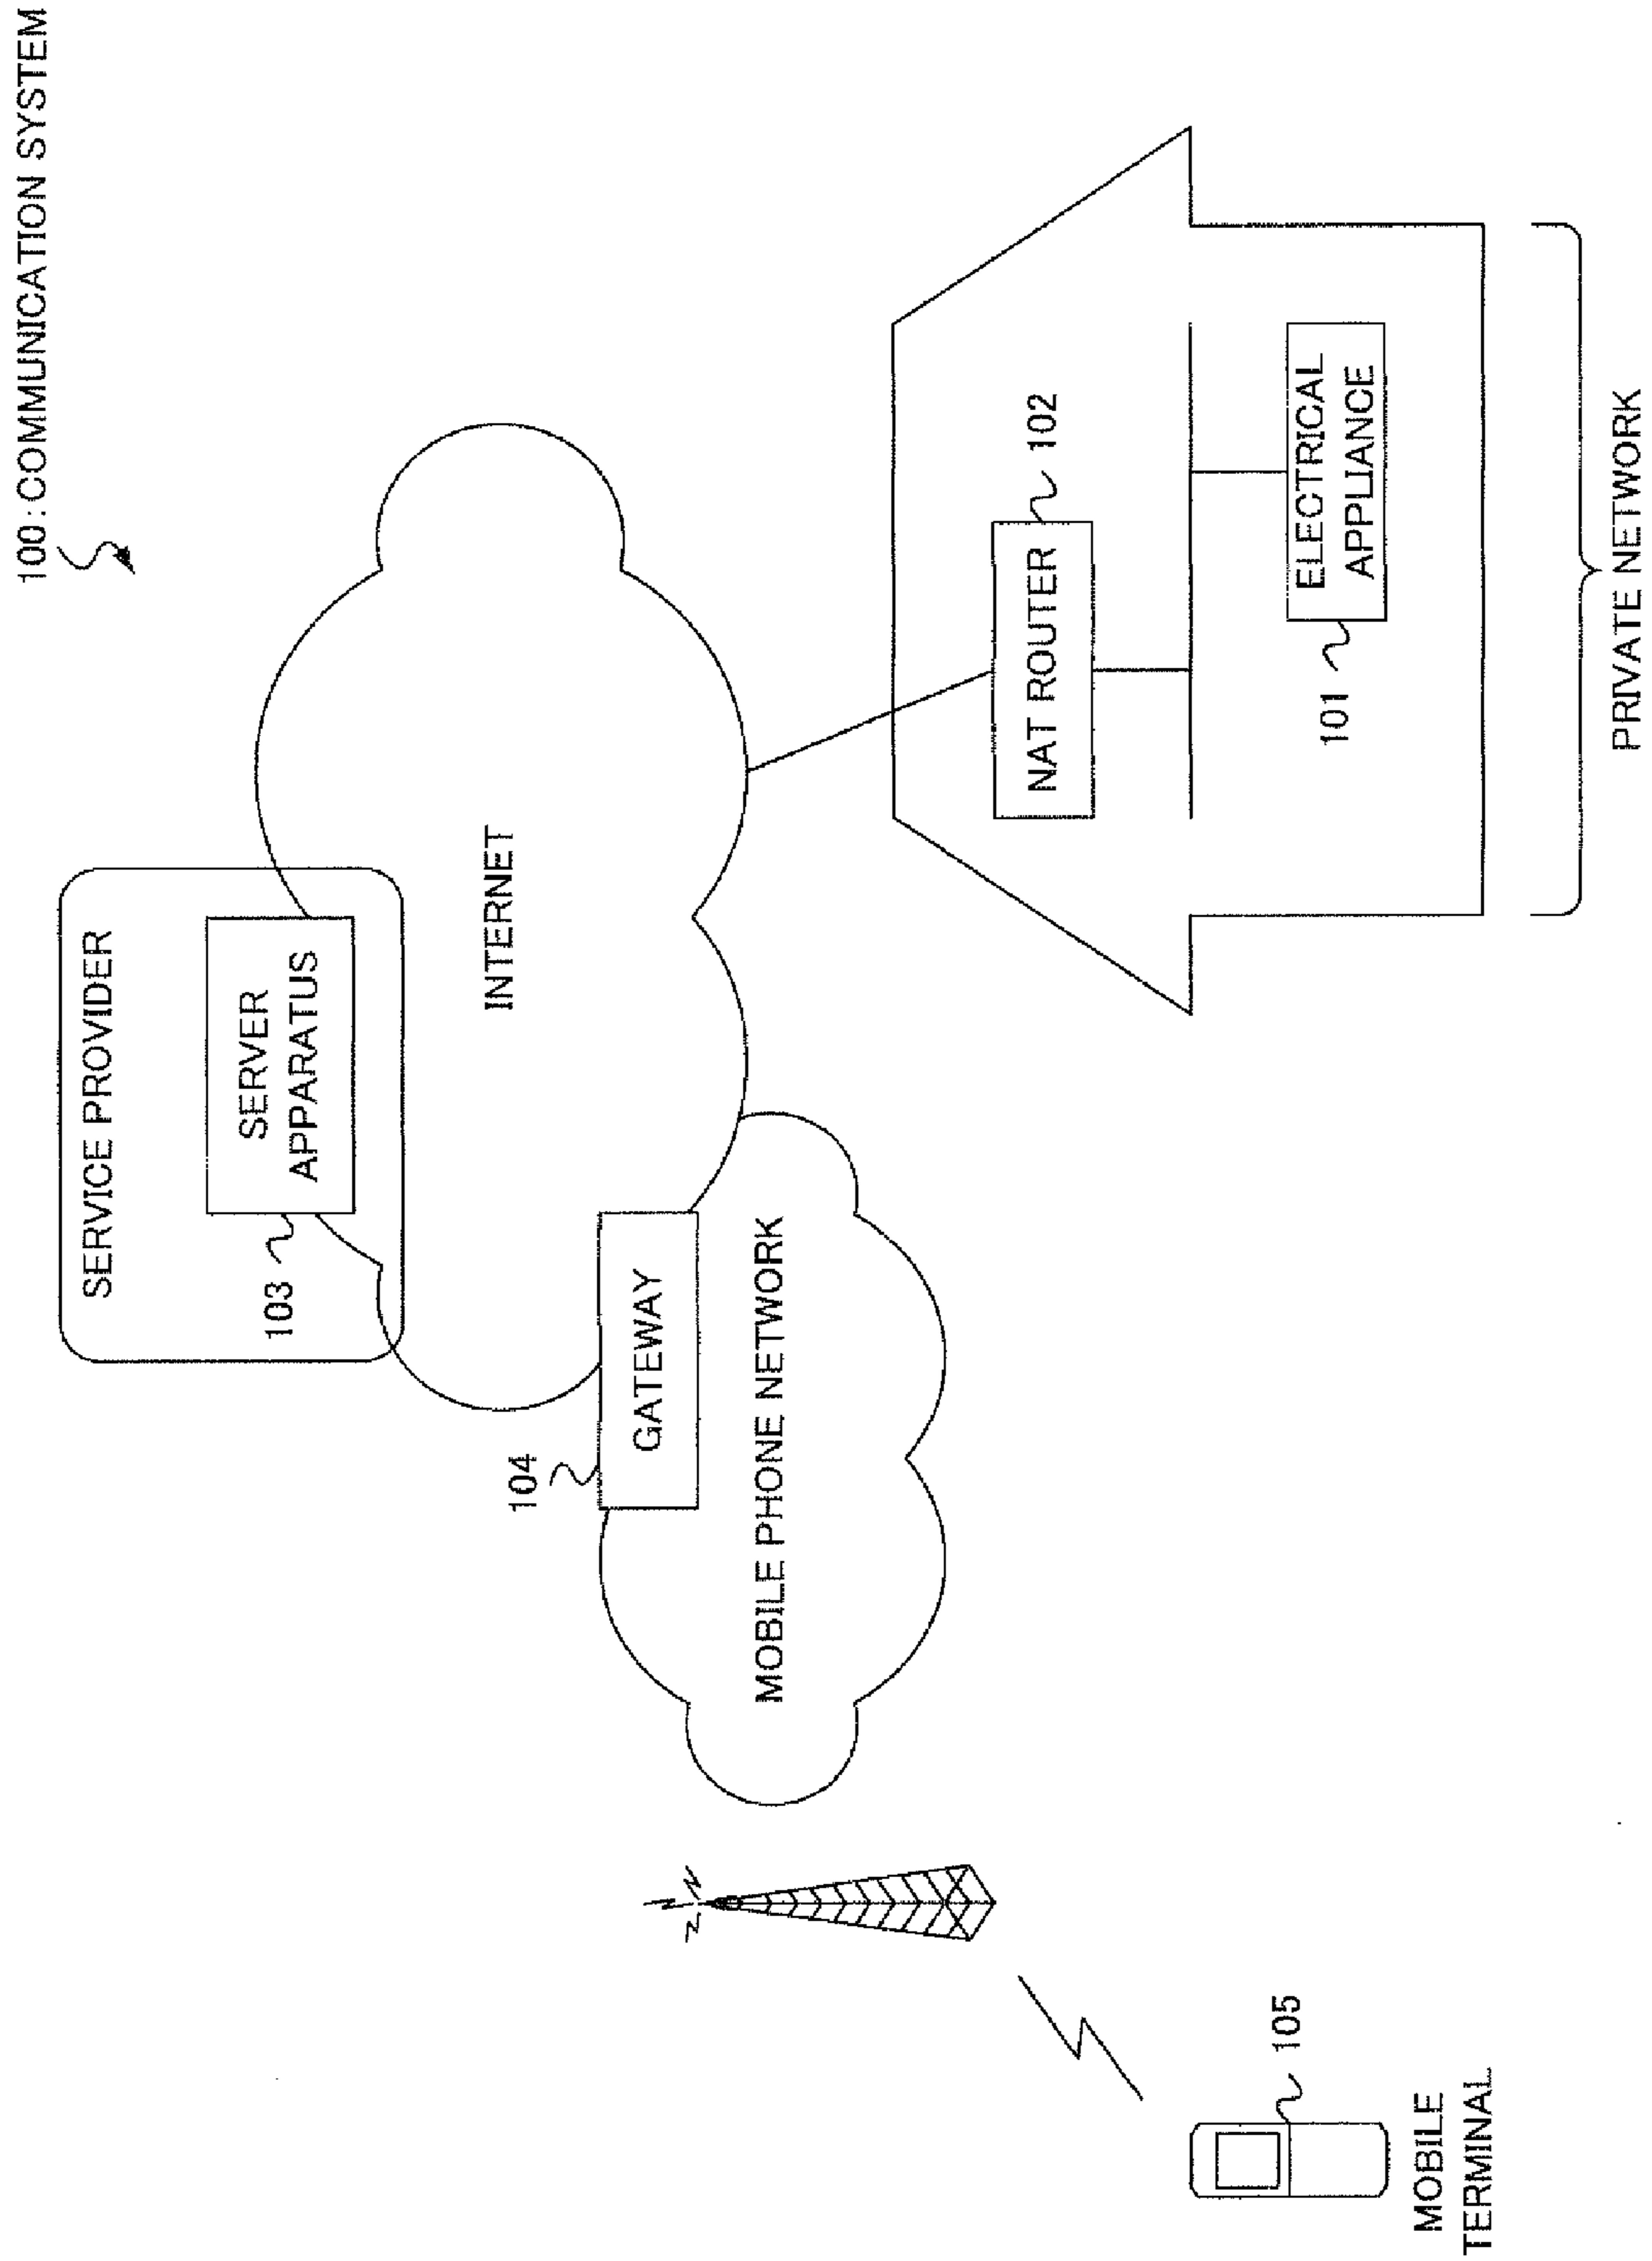 100:COMMUNICATION SYSTEM
SERVICE PROVIDER
SERVER
APPARATUS
103
INTERNET
104
GATEWAY
MOBILE PHONE NETWORK
NAT ROUTER
102
ELECTRICAL
APPLIANCE
101
PRIVATE NETWORK
105
MOBILE
TERMINAL